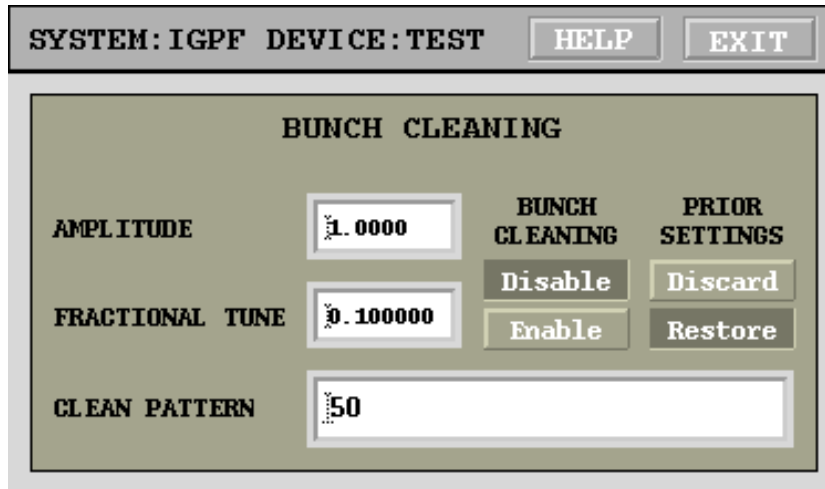 SYSTEM:IGPF DEVICE:TEST HELP EXIT
BUNCH CLEANING
AMPLITUDE 1.0000
BUNCH CLEANING
PRIOR SETTINGS
Disable Discard
FRACTIONAL TUNE 0.100000
Enable Restore
CLEAN PATTERN 50